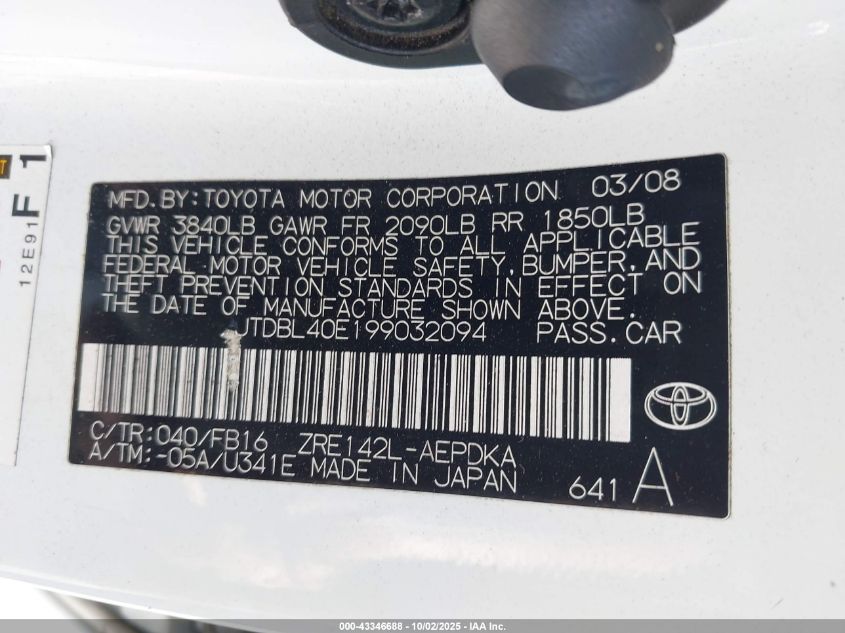 MFD. BY: TOYOTA MOTOR CORPORATION 03/08
GVWR 3840LB GAWR FR 2090LB RR 1850LB
THIS VEHICLE CONFORMS TO ALL APPLICABLE
FEDERAL MOTOR VEHICLE SAFETY, BUMPER, AND
THEFT PREVENTION STANDARDS IN EFFECT ON
THE DATE OF MANUFACTURE SHOWN ABOVE.
JTDBL40E199032094 PASS. CAR
C/TR: 040/FB16 ZRE142L-AEPDKA
A/TM: -05A/U341E MADE IN JAPAN
641 A
F 1
12E91
000-43346688 - 10/02/2025 - IAA Inc.